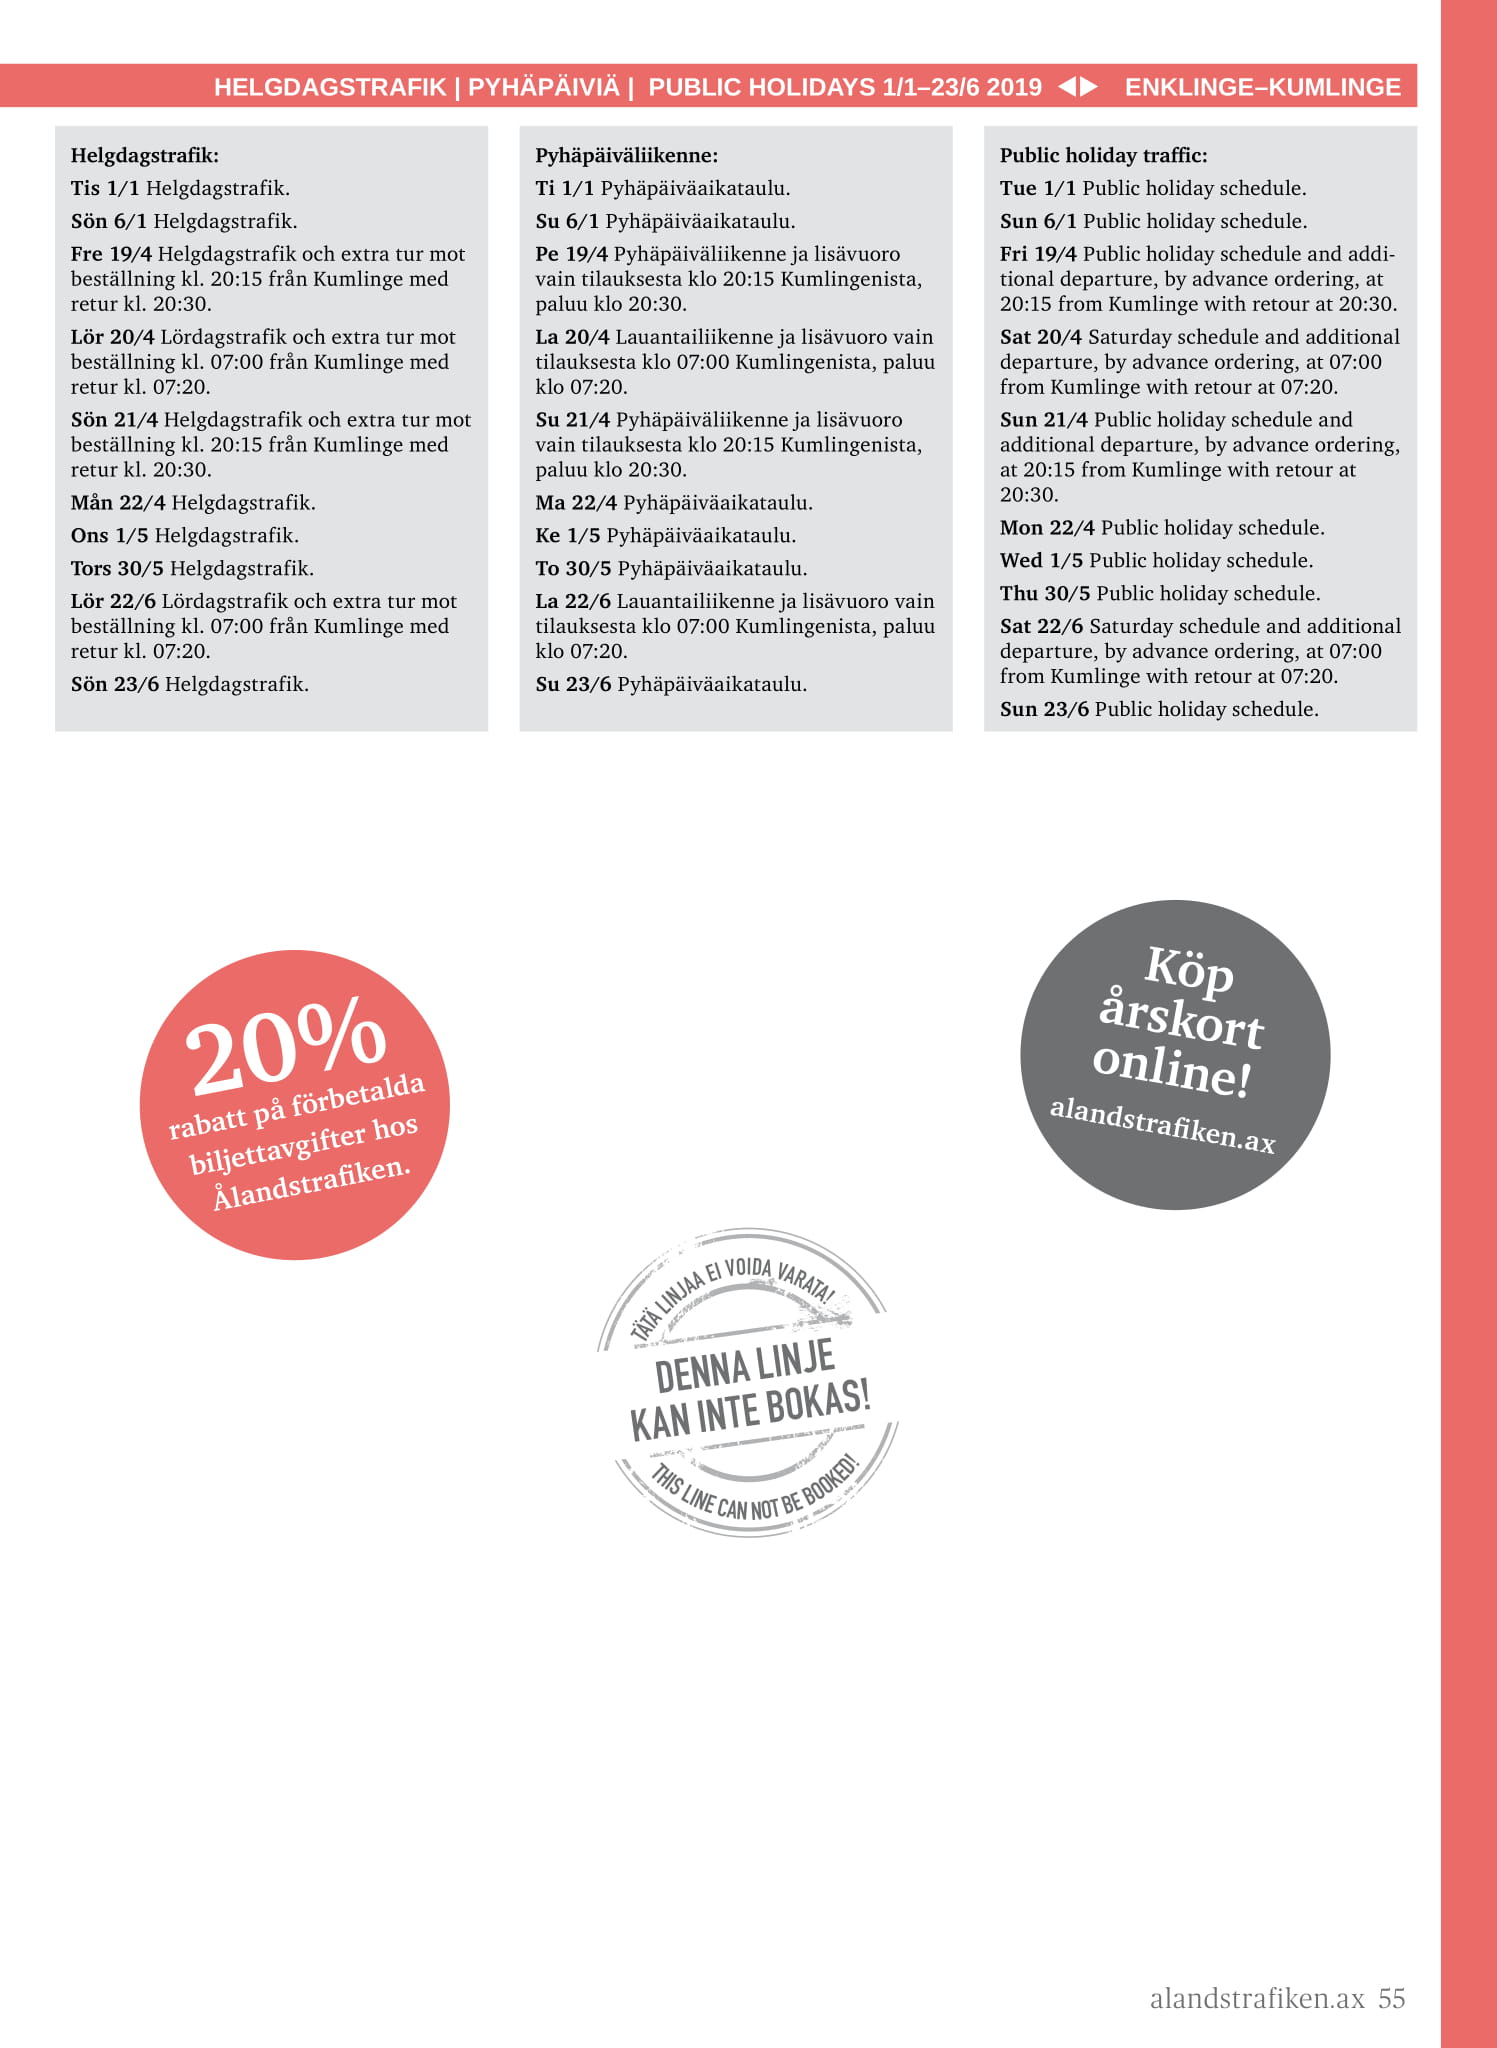 HELGDAGSTRAFIK | PYHÄPÄIVIÄ | PUBLIC HOLIDAYS 1/1–23/6 2019 ENKLINGE–KUMLINGE
Helgdagstrafik:
Tis 1/1 Helgdagstrafik.
Sön 6/1 Helgdagstrafik.
Fre 19/4 Helgdagstrafik och extra tur mot
beställning kl. 20:15 från Kumlinge med
retur kl. 20:30.
Lör 20/4 Lördagstrafik och extra tur mot
beställning kl. 07:00 från Kumlinge med
retur kl. 07:20.
Sön 21/4 Helgdagstrafik och extra tur mot
beställning kl. 20:15 från Kumlinge med
retur kl. 20:30.
Mån 22/4 Helgdagstrafik.
Ons 1/5 Helgdagstrafik.
Tors 30/5 Helgdagstrafik.
Lör 22/6 Lördagstrafik och extra tur mot
beställning kl. 07:00 från Kumlinge med
retur kl. 07:20.
Sön 23/6 Helgdagstrafik.
Pyhäpäiväliikenne:
Ti 1/1 Pyhäpäiväaikataulu.
Su 6/1 Pyhäpäiväaikataulu.
Pe 19/4 Pyhäpäiväliikenne ja lisävuoro
vain tilauksesta klo 20:15 Kumlingenista,
paluu klo 20:30.
La 20/4 Lauantailiikenne ja lisävuoro vain
tilauksesta klo 07:00 Kumlingenista, paluu
klo 07:20.
Su 21/4 Pyhäpäiväliikenne ja lisävuoro
vain tilauksesta klo 20:15 Kumlingenista,
paluu klo 20:30.
Ma 22/4 Pyhäpäiväaikataulu.
Ke 1/5 Pyhäpäiväaikataulu.
To 30/5 Pyhäpäiväaikataulu.
La 22/6 Lauantailiikenne ja lisävuoro vain
tilauksesta klo 07:00 Kumlingenista, paluu
klo 07:20.
Su 23/6 Pyhäpäiväaikataulu.
Public holiday traffic:
Tue 1/1 Public holiday schedule.
Sun 6/1 Public holiday schedule.
Fri 19/4 Public holiday schedule and addi-
tional departure, by advance ordering, at
20:15 from Kumlinge with retour at 20:30.
Sat 20/4 Saturday schedule and additional
departure, by advance ordering, at 07:00
from Kumlinge with retour at 07:20.
Sun 21/4 Public holiday schedule and
additional departure, by advance ordering,
at 20:15 from Kumlinge with retour at
20:30.
Mon 22/4 Public holiday schedule.
Wed 1/5 Public holiday schedule.
Thu 30/5 Public holiday schedule.
Sat 22/6 Saturday schedule and additional
departure, by advance ordering, at 07:00
from Kumlinge with retour at 07:20.
Sun 23/6 Public holiday schedule.
20%
rabatt på förbetalda
biljettavgifter hos
Ålandstrafiken.
Köp
årskort
online!
alandstrafiken.ax
TÄTÄ LINJAA EI VOIDA VARATA!
DENNA LINJE
KAN INTE BOKAS!
THIS LINE CAN NOT BE BOOKED!
alandstrafiken.ax 55